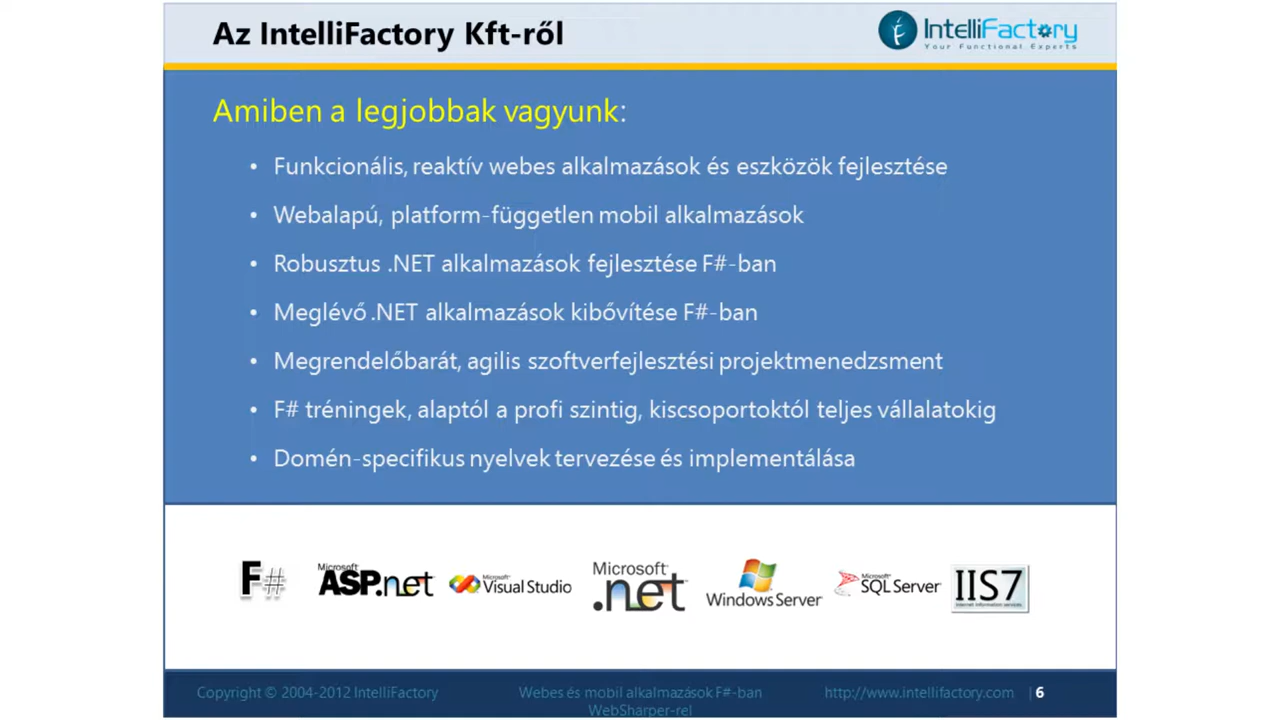 Az IntelliFactory Kft-ről
IntelliFactory
Your Functional Experts
Amiben a legjobbak vagyunk:
• Funkcionális, reaktív webes alkalmazások és eszközök fejlesztése
• Webalapú, platform-független mobil alkalmazások
• Robusztus .NET alkalmazások fejlesztése F#-ban
• Meglévő .NET alkalmazások kibővítése F#-ban
• Megrendelőbarát, agilis szoftverfejlesztési projektmenedzsment
• F# tréningek, alaptól a profi szintig, kiscsoportoktól teljes vállalatokig
• Domén-specifikus nyelvek tervezése és implementálása
F#
Microsoft
ASP.net
Microsoft
Visual Studio
Microsoft
.net
Windows Server
Microsoft
SQL Server
IIS7
Internet information services
Copyright © 2004-2012 IntelliFactory
Webes és mobil alkalmazások F#-ban
WebSharper-rel
http://www.intellifactory.com | 6